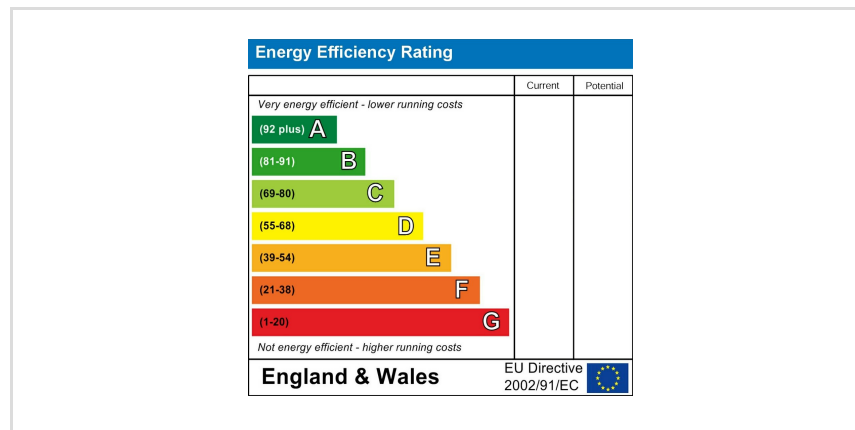 Energy Efficiency Rating
Current Potential
Very energy efficient - lower running costs
(92 plus) A
(81-91) B
(69-80) C
(55-68) D
(39-54) E
(21-38) F
(1-20) G
Not energy efficient - higher running costs
England & Wales
EU Directive
2002/91/EC